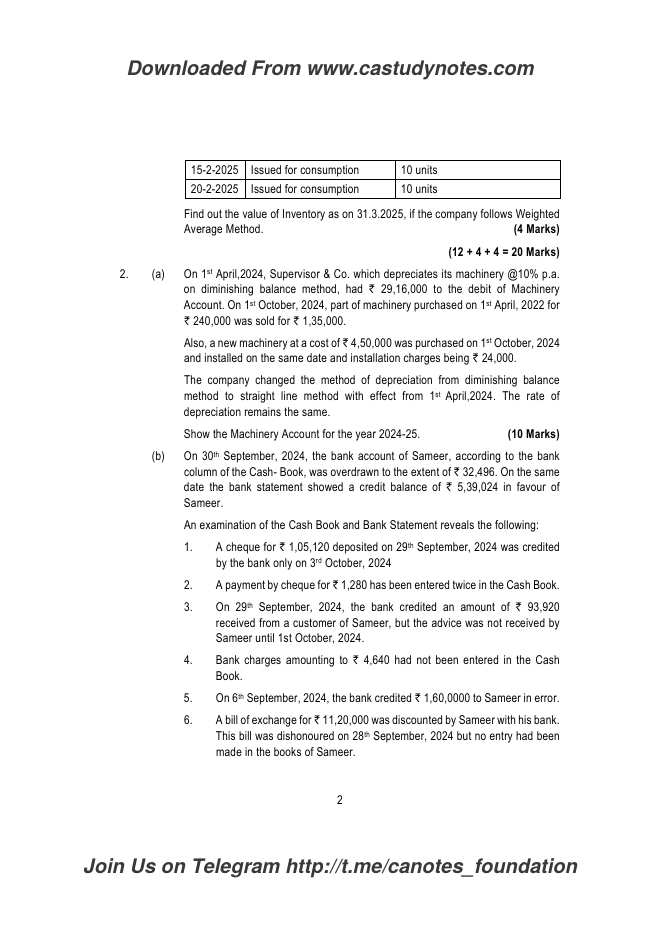 Downloaded From www.castudynotes.com
15-2-2025 Issued for consumption 10 units
20-2-2025 Issued for consumption 10 units
Find out the value of Inventory as on 31.3.2025, if the company follows Weighted
Average Method. (4 Marks)
(12 + 4 + 4 = 20 Marks)
2. (a) On 1st April,2024, Supervisor & Co. which depreciates its machinery @10% p.a.
on diminishing balance method, had ₹ 29,16,000 to the debit of Machinery
Account. On 1st October, 2024, part of machinery purchased on 1st April, 2022 for
₹ 240,000 was sold for ₹ 1,35,000.
Also, a new machinery at a cost of ₹ 4,50,000 was purchased on 1st October, 2024
and installed on the same date and installation charges being ₹ 24,000.
The company changed the method of depreciation from diminishing balance
method to straight line method with effect from 1st April,2024. The rate of
depreciation remains the same.
Show the Machinery Account for the year 2024-25. (10 Marks)
(b) On 30th September, 2024, the bank account of Sameer, according to the bank
column of the Cash- Book, was overdrawn to the extent of ₹ 32,496. On the same
date the bank statement showed a credit balance of ₹ 5,39,024 in favour of
Sameer.
An examination of the Cash Book and Bank Statement reveals the following:
1. A cheque for ₹ 1,05,120 deposited on 29th September, 2024 was credited
by the bank only on 3rd October, 2024
2. A payment by cheque for ₹ 1,280 has been entered twice in the Cash Book.
3. On 29th September, 2024, the bank credited an amount of ₹ 93,920
received from a customer of Sameer, but the advice was not received by
Sameer until 1st October, 2024.
4. Bank charges amounting to ₹ 4,640 had not been entered in the Cash
Book.
5. On 6th September, 2024, the bank credited ₹ 1,60,0000 to Sameer in error.
6. A bill of exchange for ₹ 11,20,000 was discounted by Sameer with his bank.
This bill was dishonoured on 28th September, 2024 but no entry had been
made in the books of Sameer.
2
Join Us on Telegram http://t.me/canotes_foundation